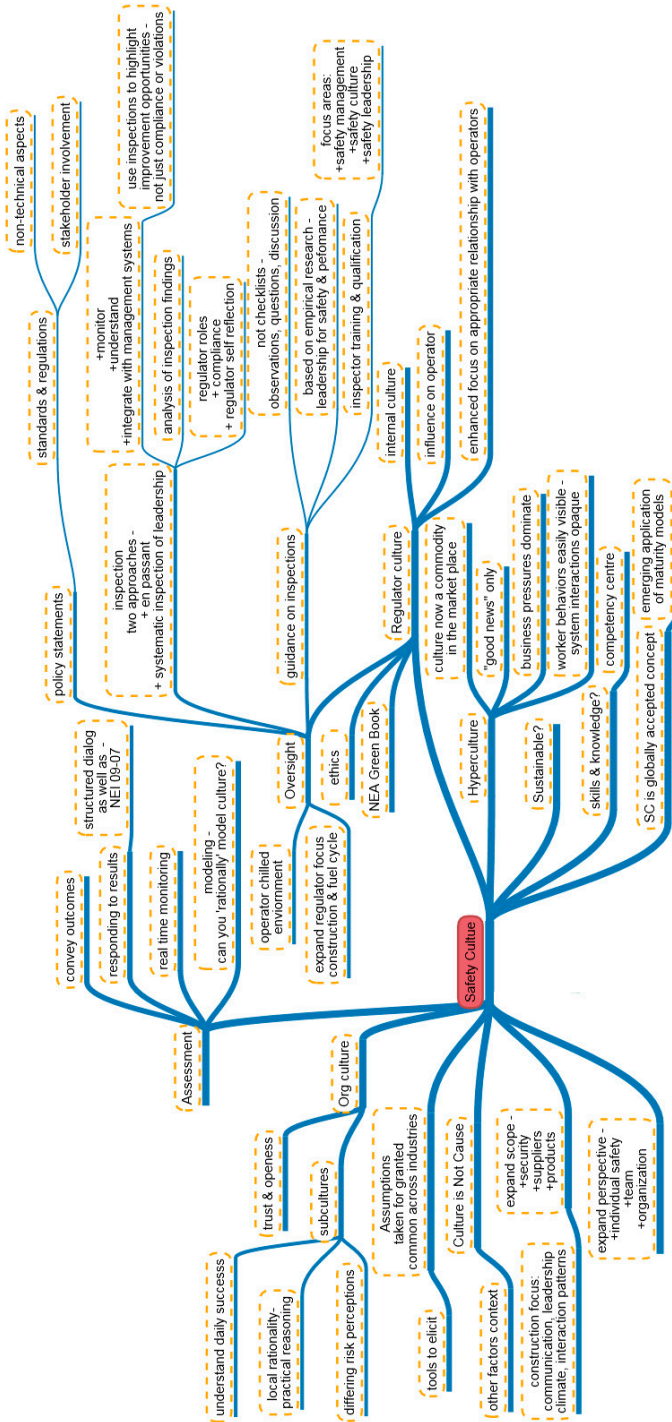 Safety Cultue
Assessment
convey outcomes
responding to results
structured dialog
as well as  -
NEI 09-07
real time monitoring
modeling -
can you 'rationally' model culture?
Org culture
trust & openess
subcultures
understand daily successs
local rationality-
practical reasoning
differing risk perceptions
Assumptions
taken for granted
common across industries
tools to elicit
Culture is Not Cause
other factors context
expand scope -
+security
+suppliers
+products
construction focus:
communication, leadership
climate, interaction patterns
expand perspective -
+individual safety
+team
+organization
Regulator culture
Oversight
policy statements
standards & regulations
non-technical aspects
stakeholder involvement
inspection
two approaches -
+ en passant
+ systematic inspection of leadership
+monitor
+understand
+integrate with management systems
use inspections to highlight
improvement opportunities -
not just compliance or violations
analysis of inspection findings
regulator roles
+ compliance
+ regulator self reflection
guidance on inspections
not checklists -
observations, questions, discussion
based on empirical research -
leadership for safety & pefomance
inspector training & qualification
focus areas:
+safety management
+safety culture
+safety leadership
operator chilled
enviornment
expand regulator focus
construction & fuel cycle
ethics
NEA Green Book
internal culture
influence on operator
enhanced focus on appropriate relationship with operators
Hyperculture
culture now a commodity
in the market place
"good news" only
business pressures dominate
worker behaviors easily visible -
system interactions opaque
Sustainable?
skills & knowledge?
competency centre
SC is globally accepted concept
emerging application
of maturity models